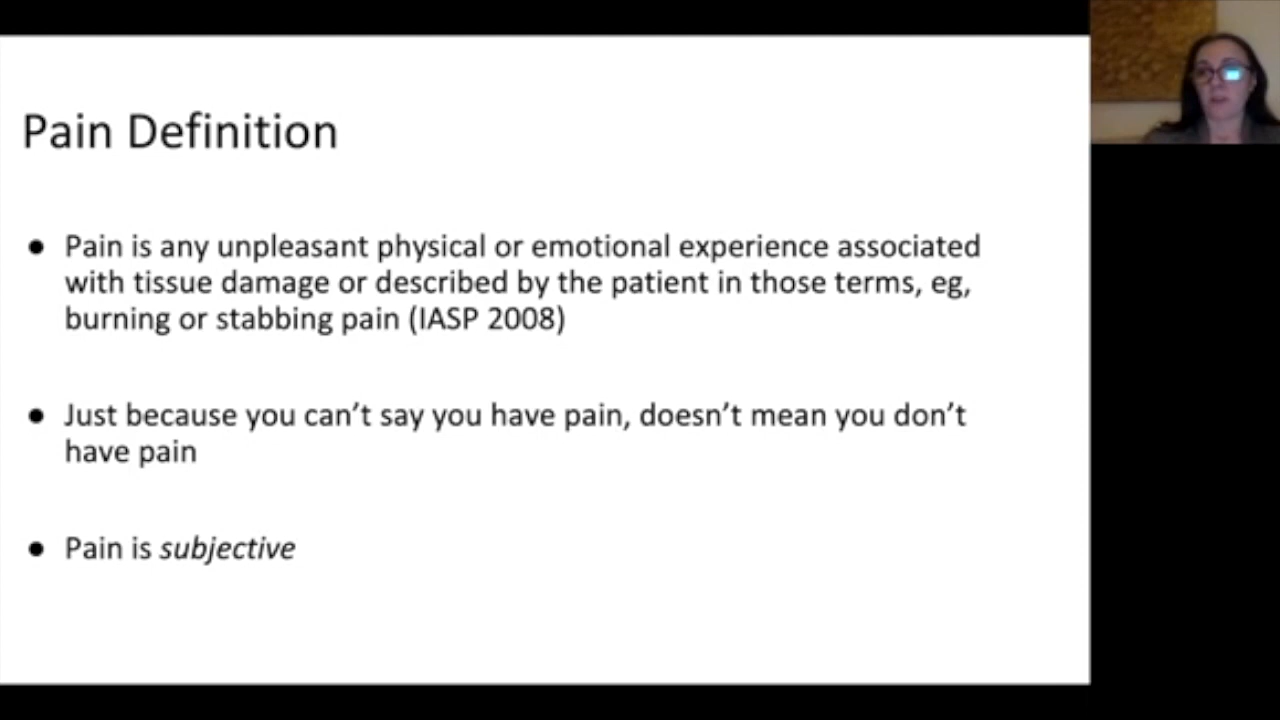 Pain Definition
● Pain is any unpleasant physical or emotional experience associated
with tissue damage or described by the patient in those terms, eg,
burning or stabbing pain (IASP 2008)
● Just because you can’t say you have pain, doesn’t mean you don’t
have pain
● Pain is subjective